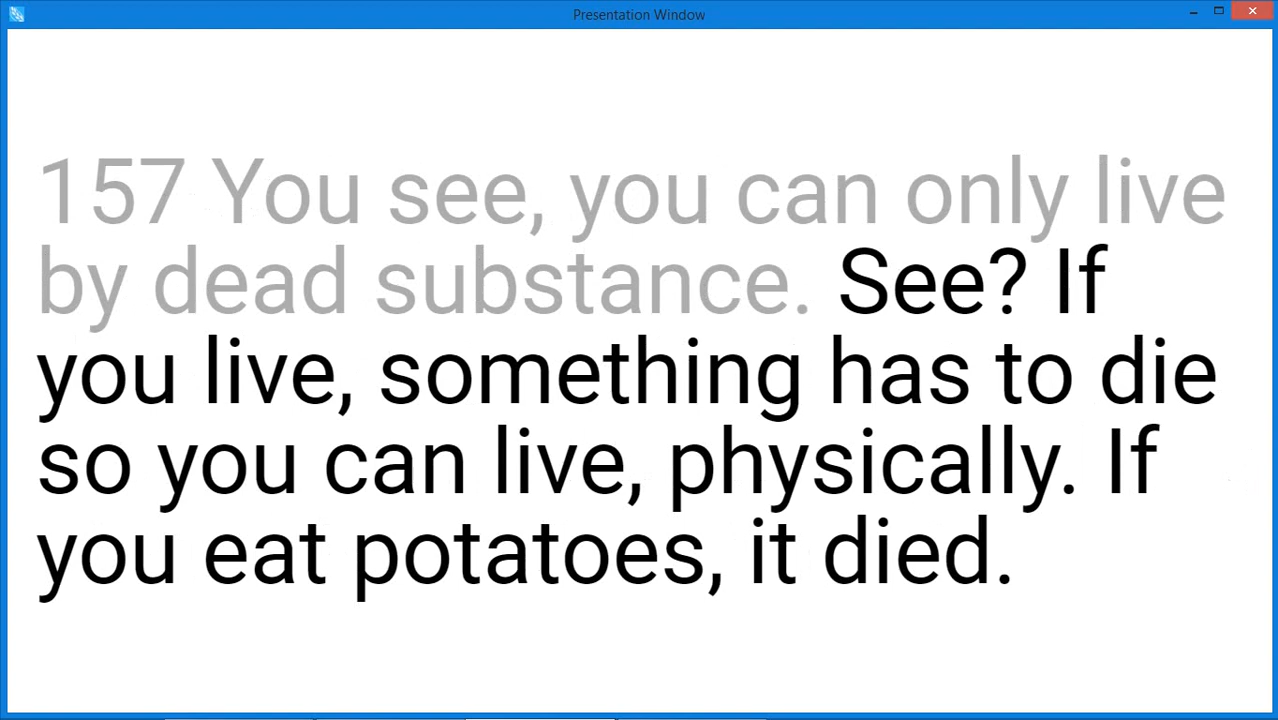 Presentation Window
157 You see, you can only live
by dead substance. See? If
you live, something has to die
so you can live, physically. If
you eat potatoes, it died.